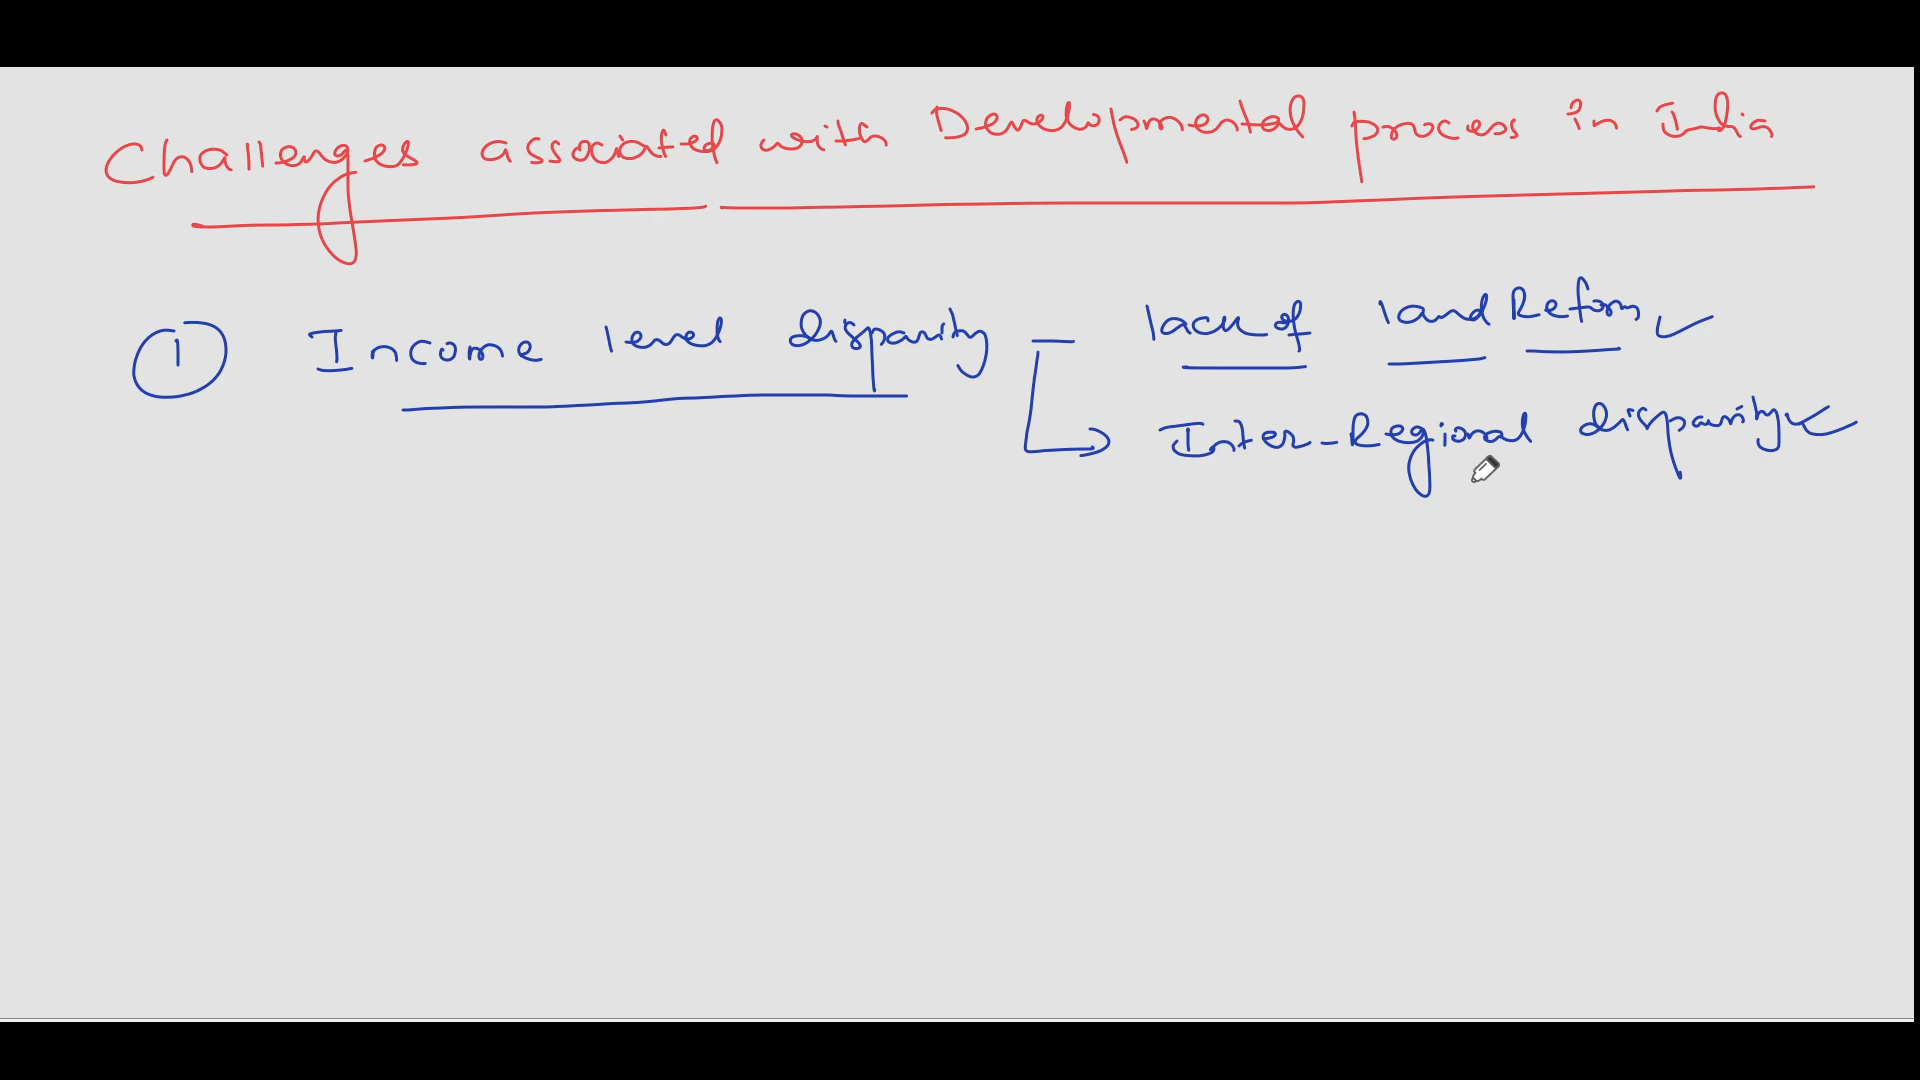 Challenges associated with Developmental process in India
1 Income level disparity - lack of land Reform
Inter-Regional disparity